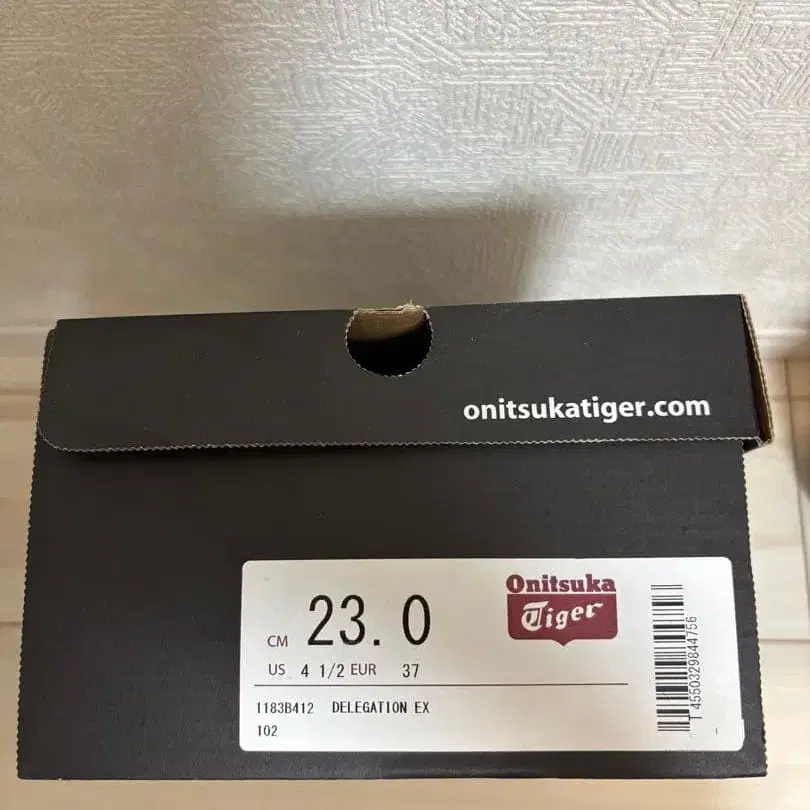 onitsukatiger.com
Onitsuka
Tiger
CM 23.0
US 4 1/2 EUR 37
1183B412 DELEGATION EX
102
4550329844756